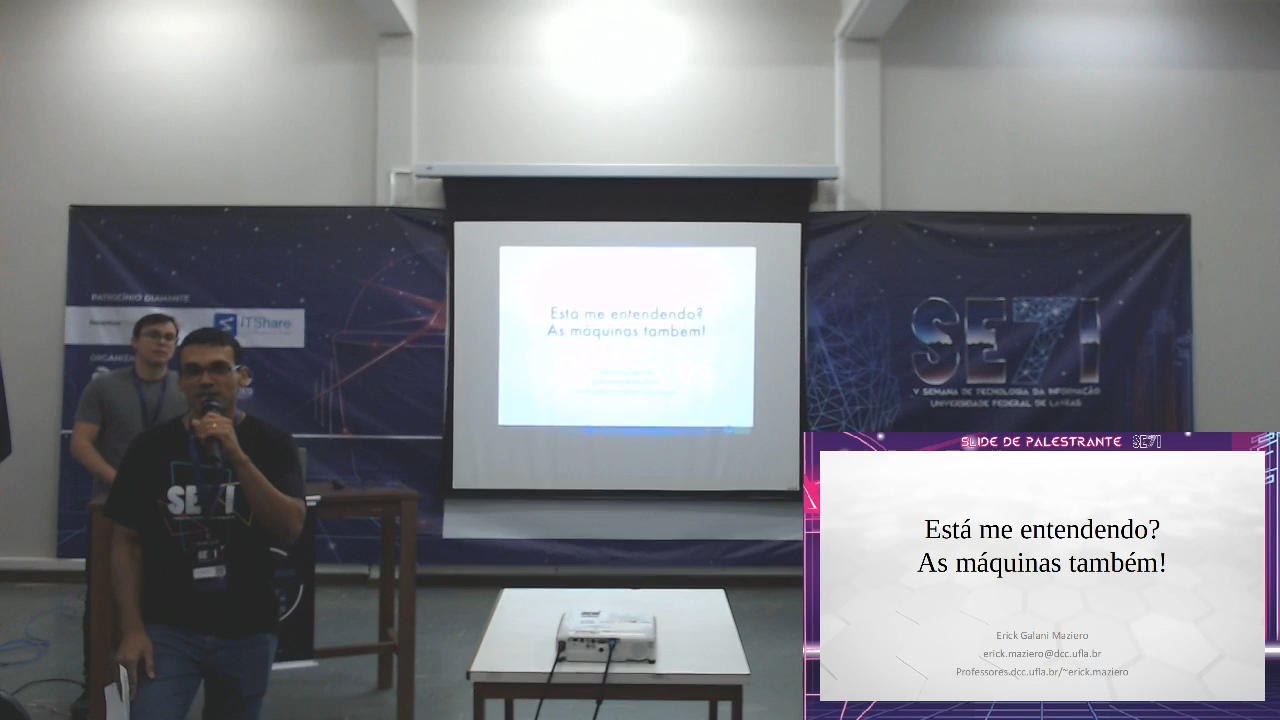 PATROCÍNIO DIAMANTE
ITShare
Está me entendendo?
As máquinas também!
SE7I
V SEMANA DE TECNOLOGIA DA INFORMAÇÃO
UNIVERSIDADE FEDERAL DE LAVRAS
SE7I
SE7I
SLIDE DE PALESTRANTE SE7I
Está me entendendo?
As máquinas também!
Erick Galani Maziero
erick.maziero@dcc.ufla.br
Professores.dcc.ufla.br/~erick.maziero